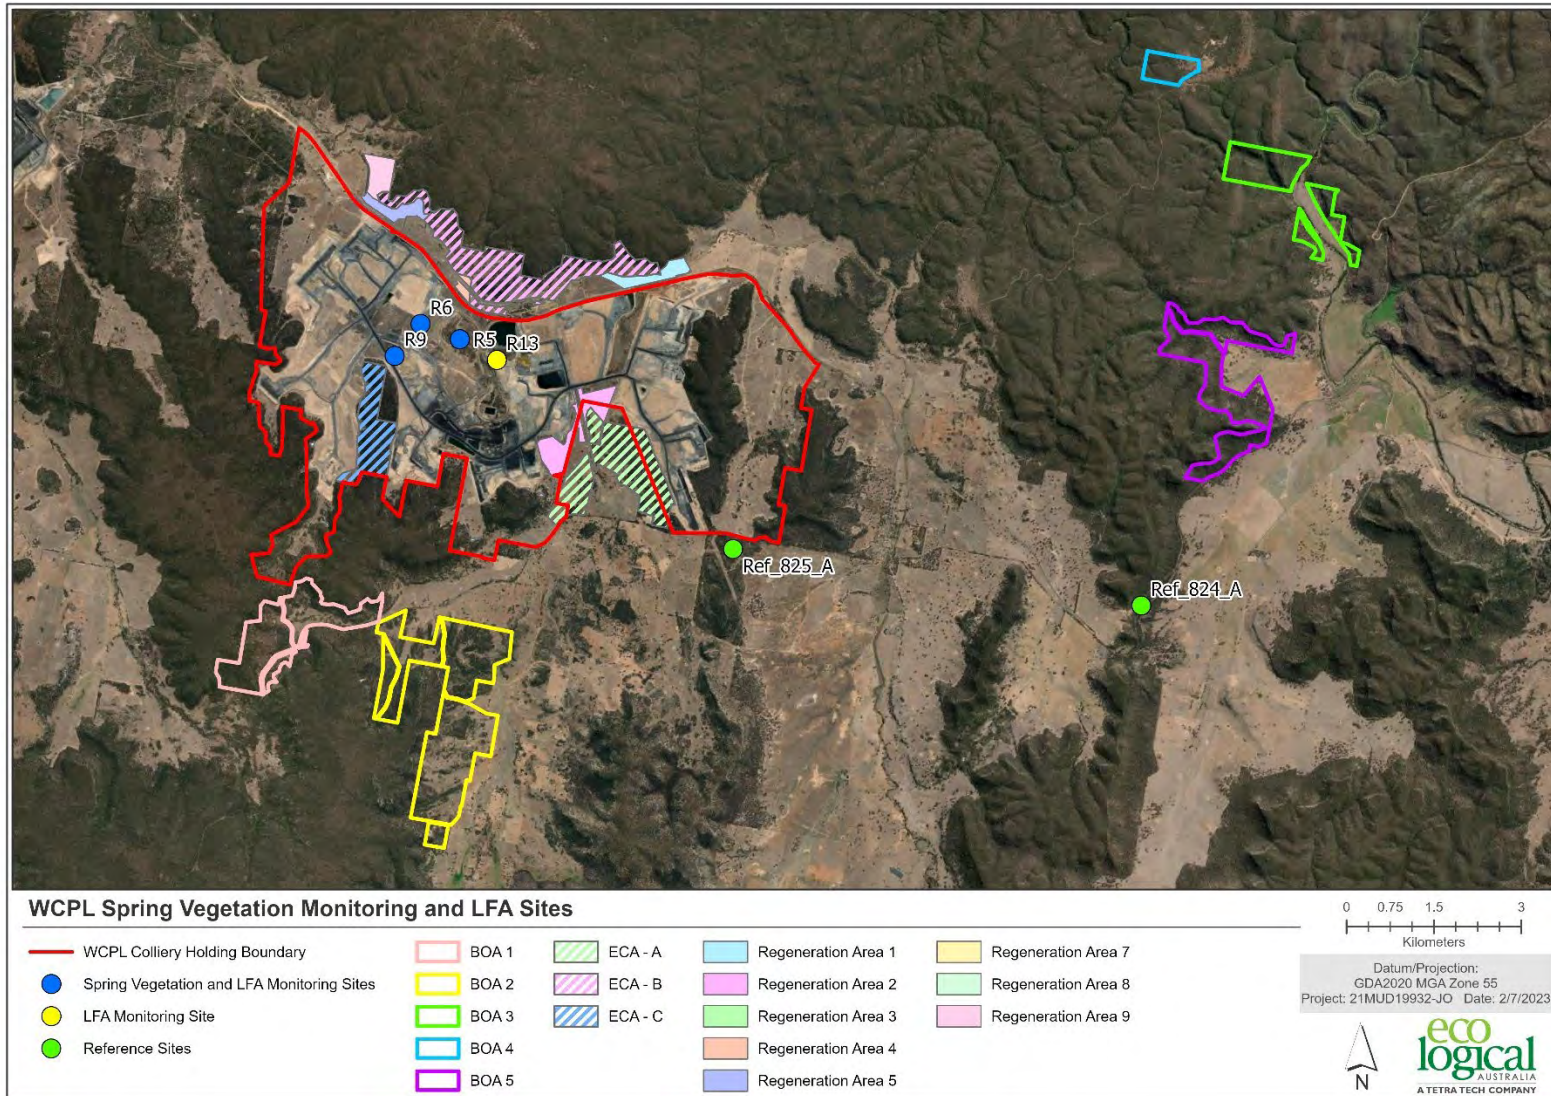 R6
R9
R5
R13
Ref_825_A
Ref_824_A
WCPL Spring Vegetation Monitoring and LFA Sites
WCPL Colliery Holding Boundary
Spring Vegetation and LFA Monitoring Sites
LFA Monitoring Site
Reference Sites
BOA 1
BOA 2
BOA 3
BOA 4
BOA 5
ECA - A
ECA - B
ECA - C
Regeneration Area 1
Regeneration Area 2
Regeneration Area 3
Regeneration Area 4
Regeneration Area 5
Regeneration Area 7
Regeneration Area 8
Regeneration Area 9
0 0.75 1.5 3
Kilometers
Datum/Projection:
GDA2020 MGA Zone 55
Project: 21MUD19932-JO Date: 2/7/2023
N
eco
logical
AUSTRALIA
A TETRA TECH COMPANY